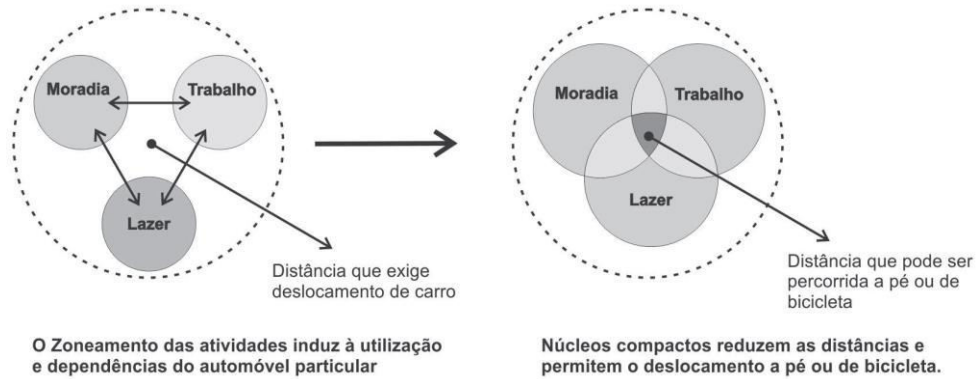 Moradia
Trabalho
Lazer
Distância que exige
deslocamento de carro
O Zoneamento das atividades induz à utilização
e dependências do automóvel particular
Moradia
Trabalho
Lazer
Distância que pode ser
percorrida a pé ou de
bicicleta
Núcleos compactos reduzem as distâncias e
permitem o deslocamento a pé ou de bicicleta.